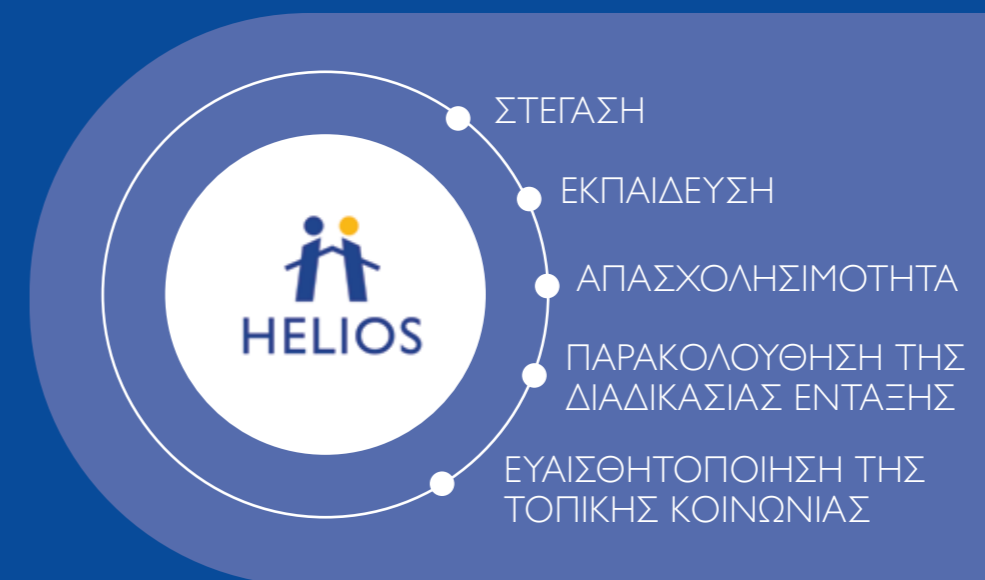 ΣΤΕΓΑΣΗ
ΕΚΠΑΙΔΕΥΣΗ
ΑΠΑΣΧΟΛΗΣΙΜΟΤΗΤΑ
HELIOS
ΠΑΡΑΚΟΛΟΥΘΗΣΗ ΤΗΣ
ΔΙΑΔΙΚΑΣΙΑΣ ΕΝΤΑΞΗΣ
ΕΥΑΙΣΘΗΤΟΠΟΙΗΣΗ ΤΗΣ
ΤΟΠΙΚΗΣ ΚΟΙΝΩΝΙΑΣ